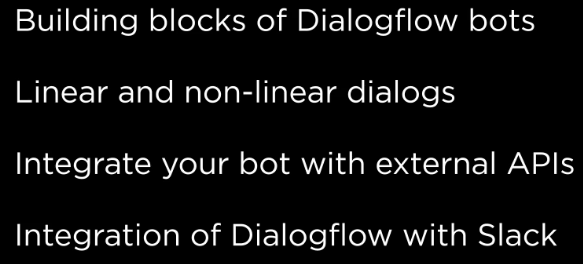 Building blocks of Dialogflow bots
Linear and non-linear dialogs
Integrate your bot with external APIs
Integration of Dialogflow with Slack